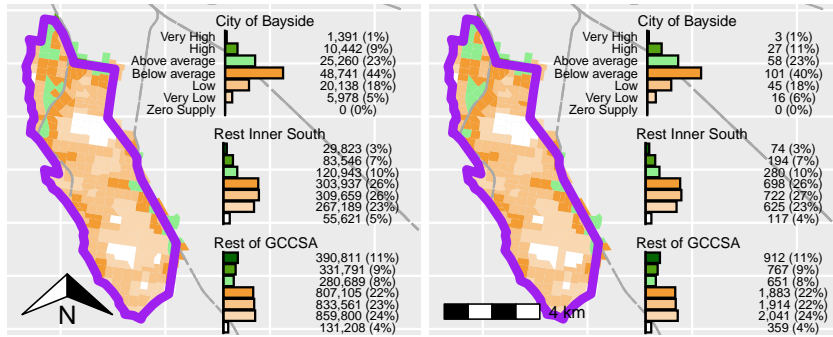 City of Bayside
Very High 1,391 (1%)
High 10,442 (9%)
Above average 25,260 (23%)
Below average 48,741 (44%)
Low 20,138 (18%)
Very Low 5,978 (5%)
Zero Supply 0 (0%)
Rest Inner South
29,823 (3%)
83,546 (7%)
120,943 (10%)
303,937 (26%)
309,659 (26%)
267,189 (23%)
55,621 (5%)
Rest of GCCSA
390,811 (11%)
331,791 (9%)
280,689 (8%)
807,105 (22%)
833,561 (23%)
859,800 (24%)
131,208 (4%)
N
City of Bayside
Very High 3 (1%)
High 27 (11%)
Above average 58 (23%)
Below average 101 (40%)
Low 45 (18%)
Very Low 16 (6%)
Zero Supply 0 (0%)
Rest Inner South
74 (3%)
194 (7%)
280 (10%)
698 (26%)
722 (27%)
625 (23%)
117 (4%)
Rest of GCCSA
912 (11%)
767 (9%)
651 (8%)
1,883 (22%)
1,914 (22%)
2,041 (24%)
359 (4%)
4 km